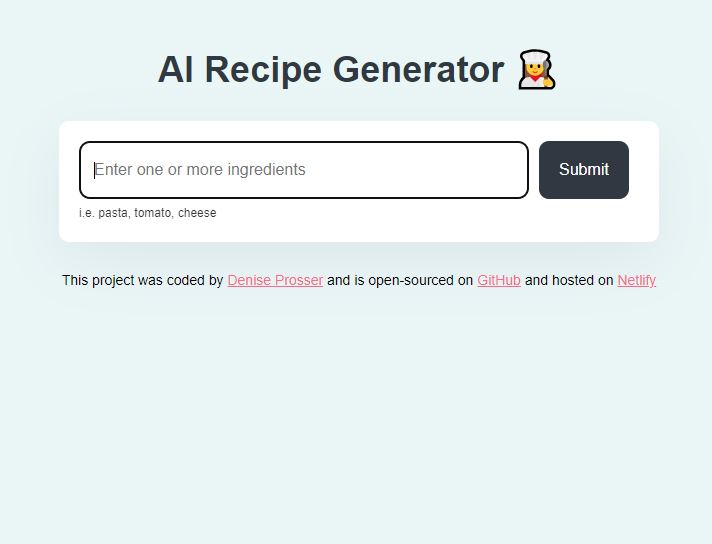 AI Recipe Generator 👩‍🍳
Enter one or more ingredients
Submit
i.e. pasta, tomato, cheese
This project was coded by Denise Prosser and is open-sourced on GitHub and hosted on Netlify